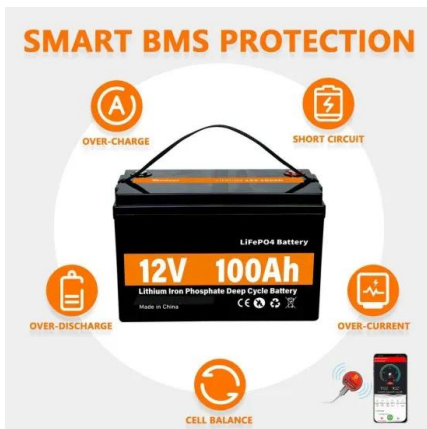 SMART BMS PROTECTION
OVER-CHARGE
SHORT CIRCUIT
LiFePO4 Battery
12V 100Ah
Lithium Iron Phosphate Deep Cycle Battery
Made in China
OVER-DISCHARGE
OVER-CURRENT
CELL BALANCE